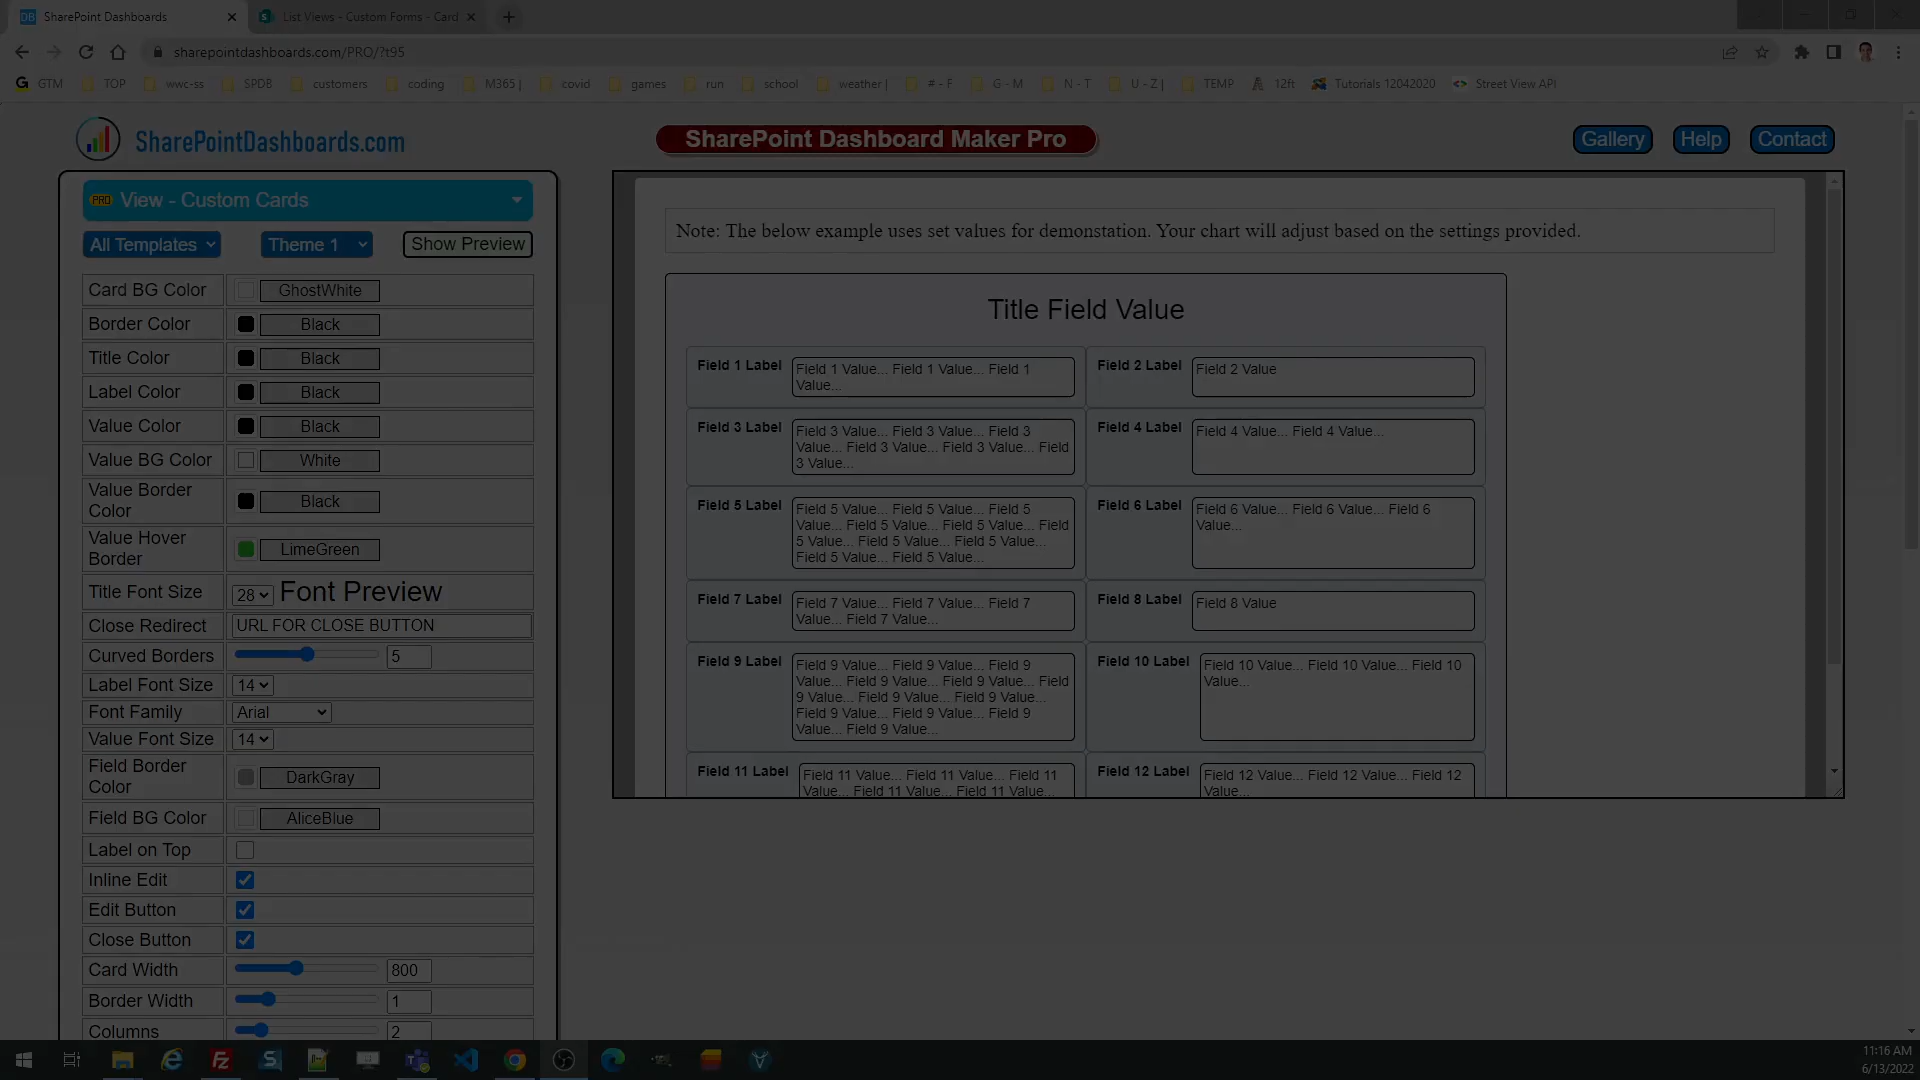 SharePoint Dashboards
List Views - Custom Forms - Card
sharepointdashboards.com/PRO/?t95
GTM
TOP
wwc-ss
SPDB
customers
coding
M365 |
covid
games
run
school
weather |
# - F
G - M
N - T
U - Z |
TEMP
12ft
Tutorials 12042020
Street View API
SharePointDashboards.com
SharePoint Dashboard Maker Pro
Gallery
Help
Contact
PRO View - Custom Cards
All Templates
Theme 1
Show Preview
Card BG Color
GhostWhite
Border Color
Black
Title Color
Black
Label Color
Black
Value Color
Black
Value BG Color
White
Value Border
Color
Black
Value Hover
Border
LimeGreen
Title Font Size
28
Font Preview
Close Redirect
URL FOR CLOSE BUTTON
Curved Borders
5
Label Font Size
14
Font Family
Arial
Value Font Size
14
Field Border
Color
DarkGray
Field BG Color
AliceBlue
Label on Top
Inline Edit
Edit Button
Close Button
Card Width
800
Border Width
1
Columns
2
Note: The below example uses set values for demonstation. Your chart will adjust based on the settings provided.
Title Field Value
Field 1 Label
Field 1 Value... Field 1 Value... Field 1
Value...
Field 2 Label
Field 2 Value
Field 3 Label
Field 3 Value... Field 3 Value... Field 3
Value... Field 3 Value... Field 3 Value... Field
3 Value...
Field 4 Label
Field 4 Value... Field 4 Value...
Field 5 Label
Field 5 Value... Field 5 Value... Field 5
Value... Field 5 Value... Field 5 Value... Field
5 Value... Field 5 Value... Field 5 Value...
Field 5 Value... Field 5 Value...
Field 6 Label
Field 6 Value... Field 6 Value... Field 6
Value...
Field 7 Label
Field 7 Value... Field 7 Value... Field 7
Value... Field 7 Value...
Field 8 Label
Field 8 Value
Field 9 Label
Field 9 Value... Field 9 Value... Field 9
Value... Field 9 Value... Field 9 Value... Field
9 Value... Field 9 Value... Field 9 Value...
Field 9 Value... Field 9 Value... Field 9
Value... Field 9 Value...
Field 10 Label
Field 10 Value... Field 10 Value... Field 10
Value...
Field 11 Label
Field 11 Value... Field 11 Value... Field 11
Value... Field 11 Value... Field 11 Value...
Field 12 Label
Field 12 Value... Field 12 Value... Field 12
Value...
11:16 AM
6/13/2022